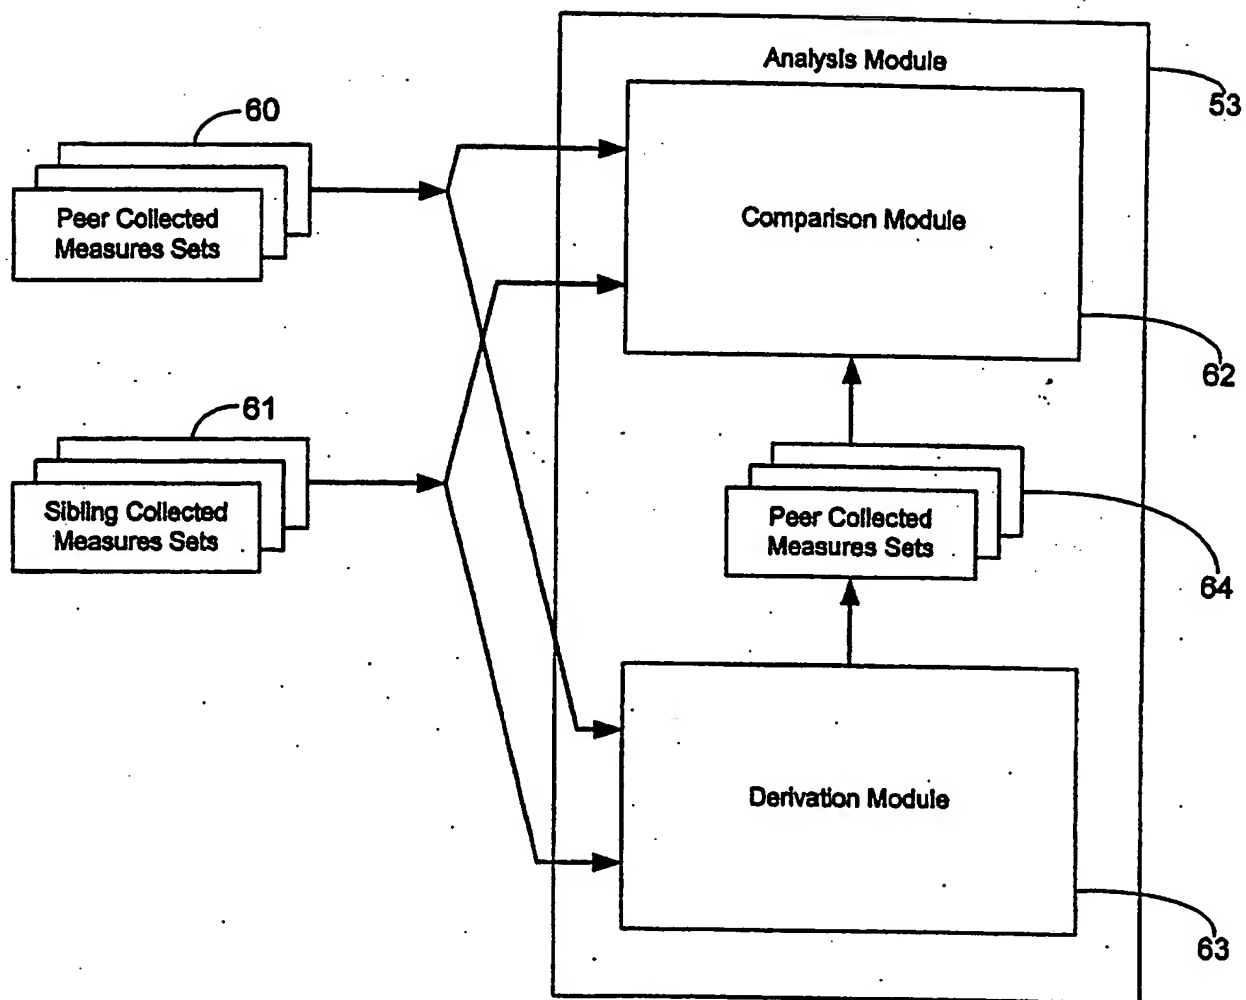 Analysis Module
53
60
Peer Collected
Measures Sets
Comparison Module
62
61
Sibling Collected
Measures Sets
Peer Collected
Measures Sets
64
Derivation Module
63